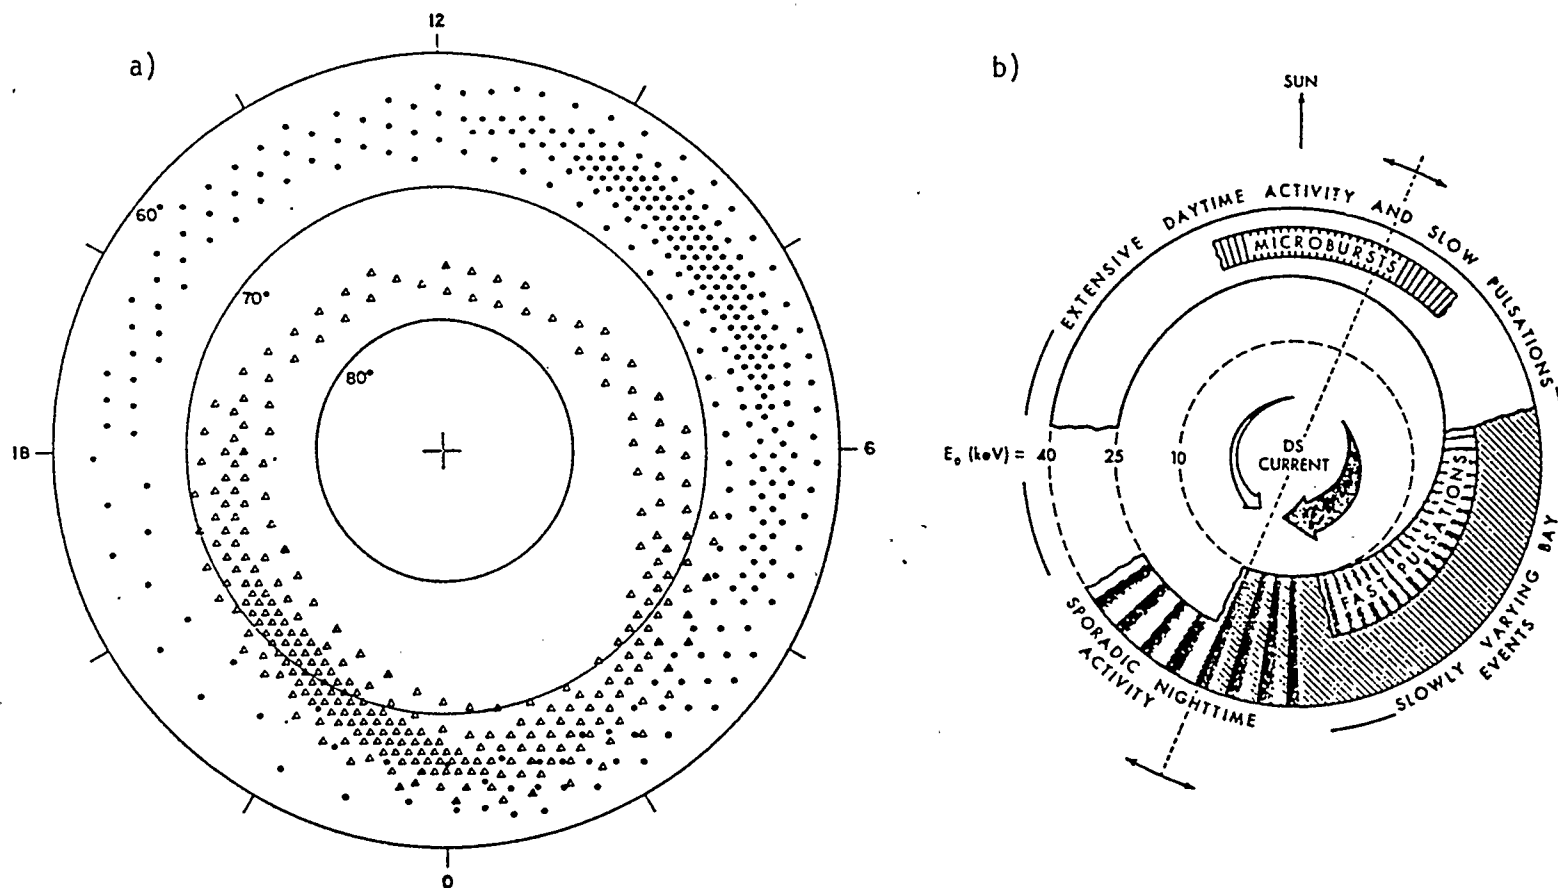 a)
12
60°
70°
80°
18
6
0
b)
SUN
EXTENSIVE DAYTIME ACTIVITY AND SLOW PULSATIONS
MICROBURSTS
E₀ (keV) = 40 25 10
DS
CURRENT
FAST PULSATIONS
SLOWLY VARYING BAY
EVENTS
SPORADIC NIGHTTIME
ACTIVITY